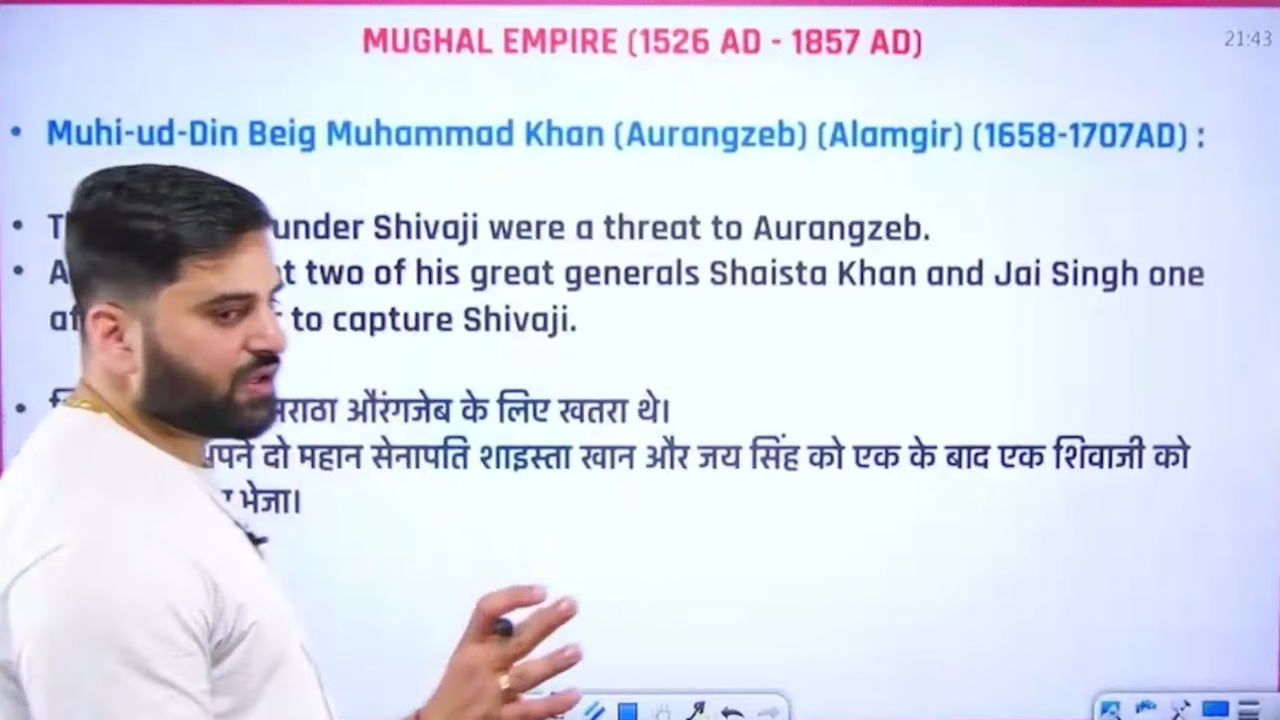 MUGHAL EMPIRE (1526 AD - 1857 AD)
21:43
• Muhi-ud-Din Beig Muhammad Khan (Aurangzeb) (Alamgir) (1658-1707AD) :
• under Shivaji were a threat to Aurangzeb.
• two of his great generals Shaista Khan and Jai Singh one
to capture Shivaji.
• मराठा औरंगजेब के लिए खतरा थे।
दो महान सेनापति शाइस्ता खान और जय सिंह को एक के बाद एक शिवाजी को
भेजा।